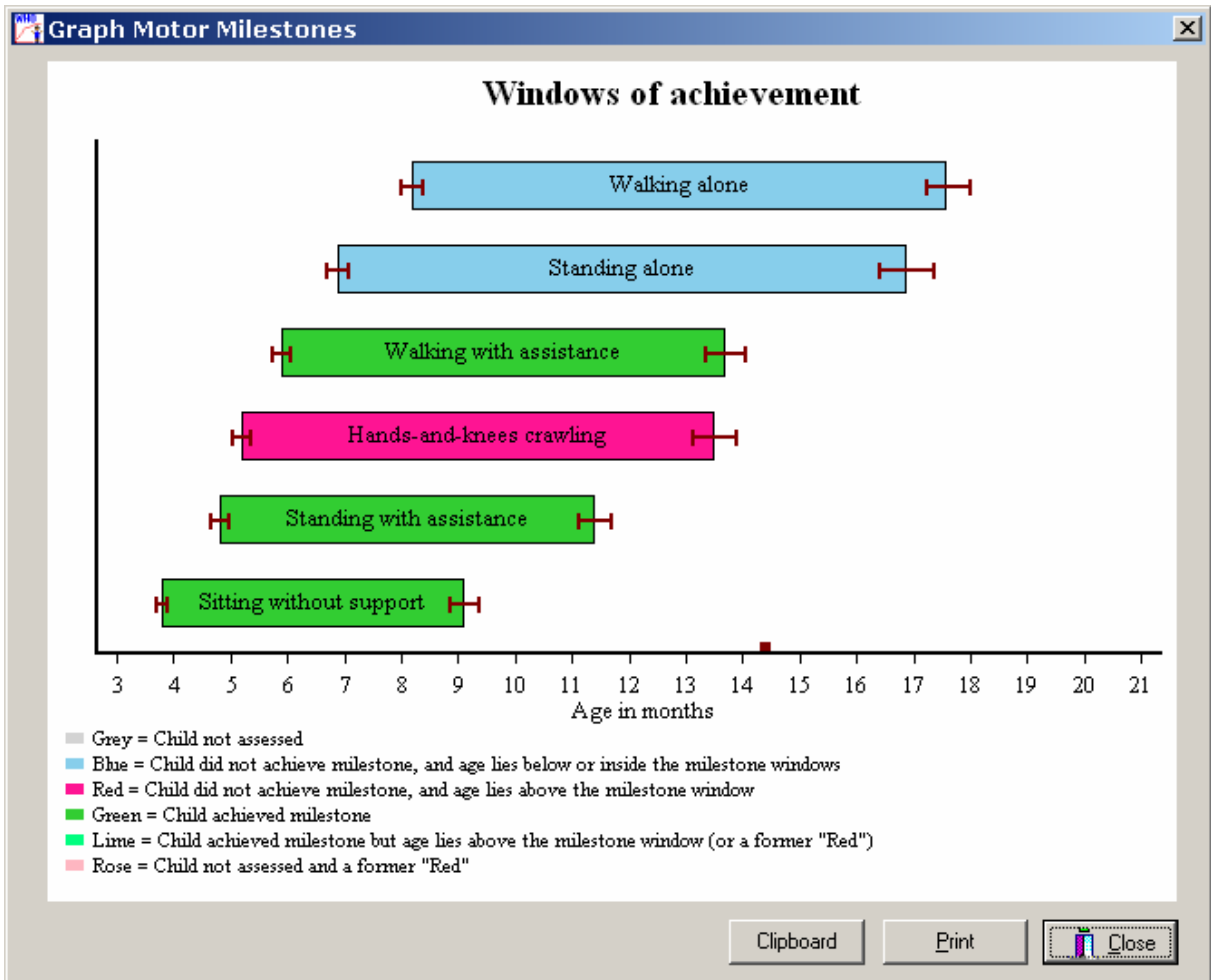 WHO
Graph Motor Milestones
Windows of achievement
Walking alone
Standing alone
Walking with assistance
Hands-and-knees crawling
Standing with assistance
Sitting without support
3 4 5 6 7 8 9 10 11 12 13 14 15 16 17 18 19 20 21
Age in months
Grey = Child not assessed
Blue = Child did not achieve milestone, and age lies below or inside the milestone windows
Red = Child did not achieve milestone, and age lies above the milestone window
Green = Child achieved milestone
Lime = Child achieved milestone but age lies above the milestone window (or a former "Red")
Rose = Child not assessed and a former "Red"
Clipboard Print Close